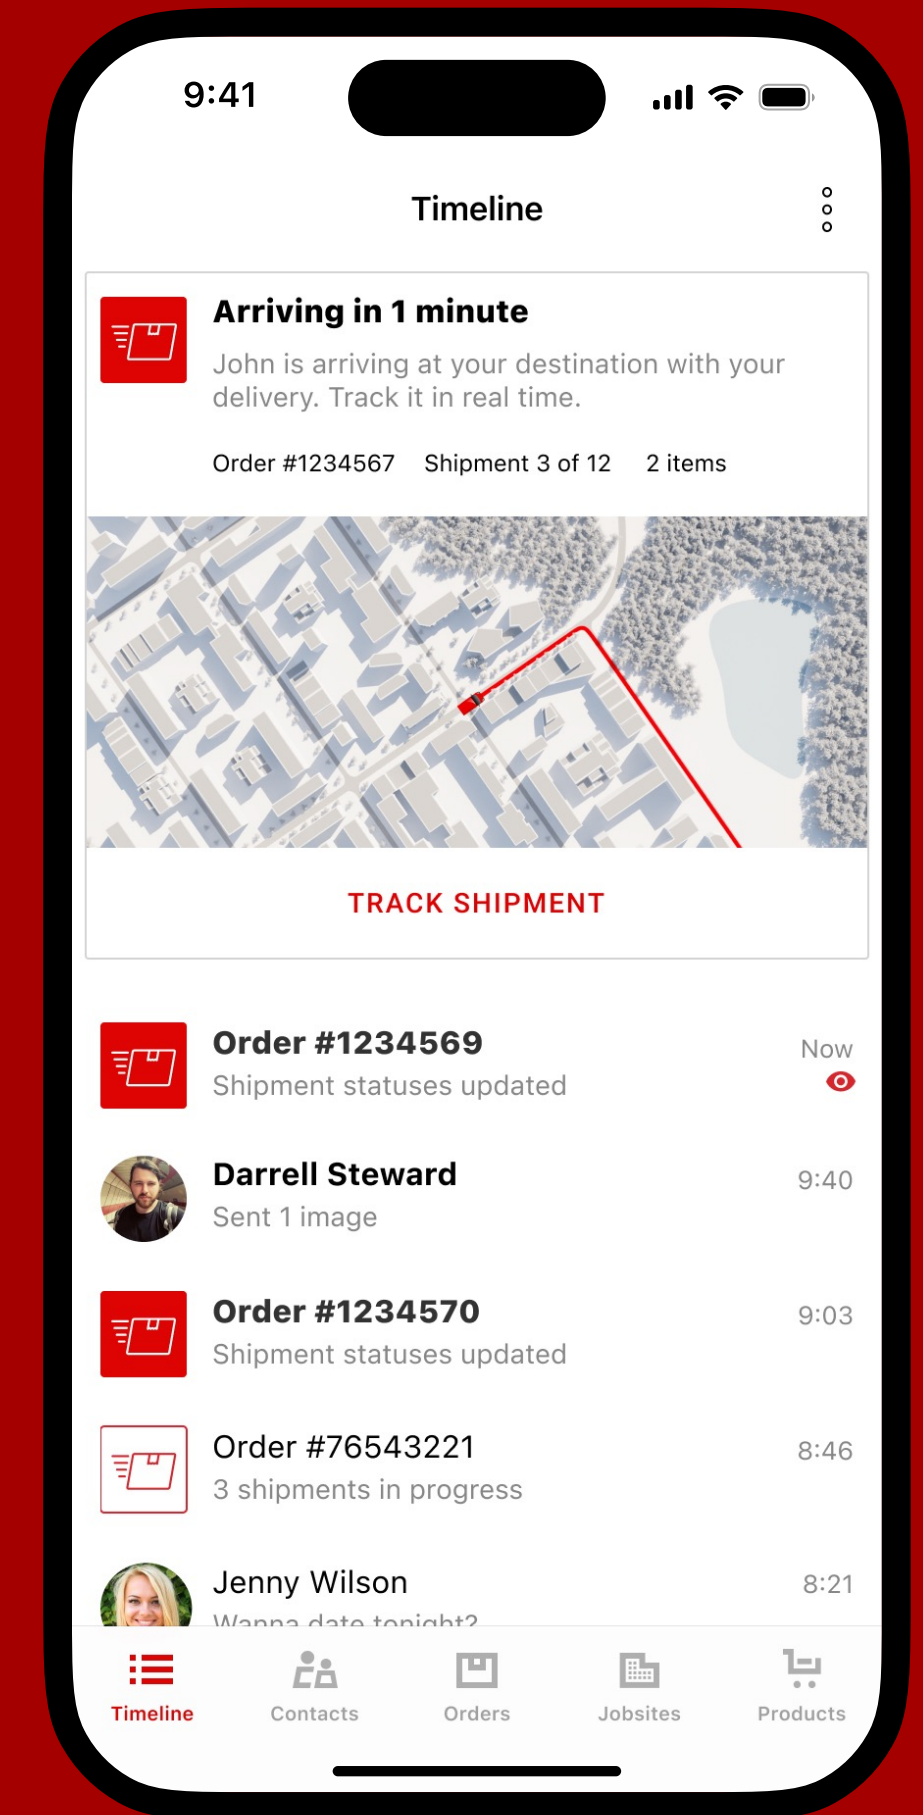 9:41
Timeline
Arriving in 1 minute
John is arriving at your destination with your
delivery. Track it in real time.
Order #1234567 Shipment 3 of 12 2 items
TRACK SHIPMENT
Order #1234569 Now
Shipment statuses updated
Darrell Steward 9:40
Sent 1 image
Order #1234570 9:03
Shipment statuses updated
Order #76543221 8:46
3 shipments in progress
Jenny Wilson 8:21
Wanna date tonight?
Timeline Contacts Orders Jobsites Products